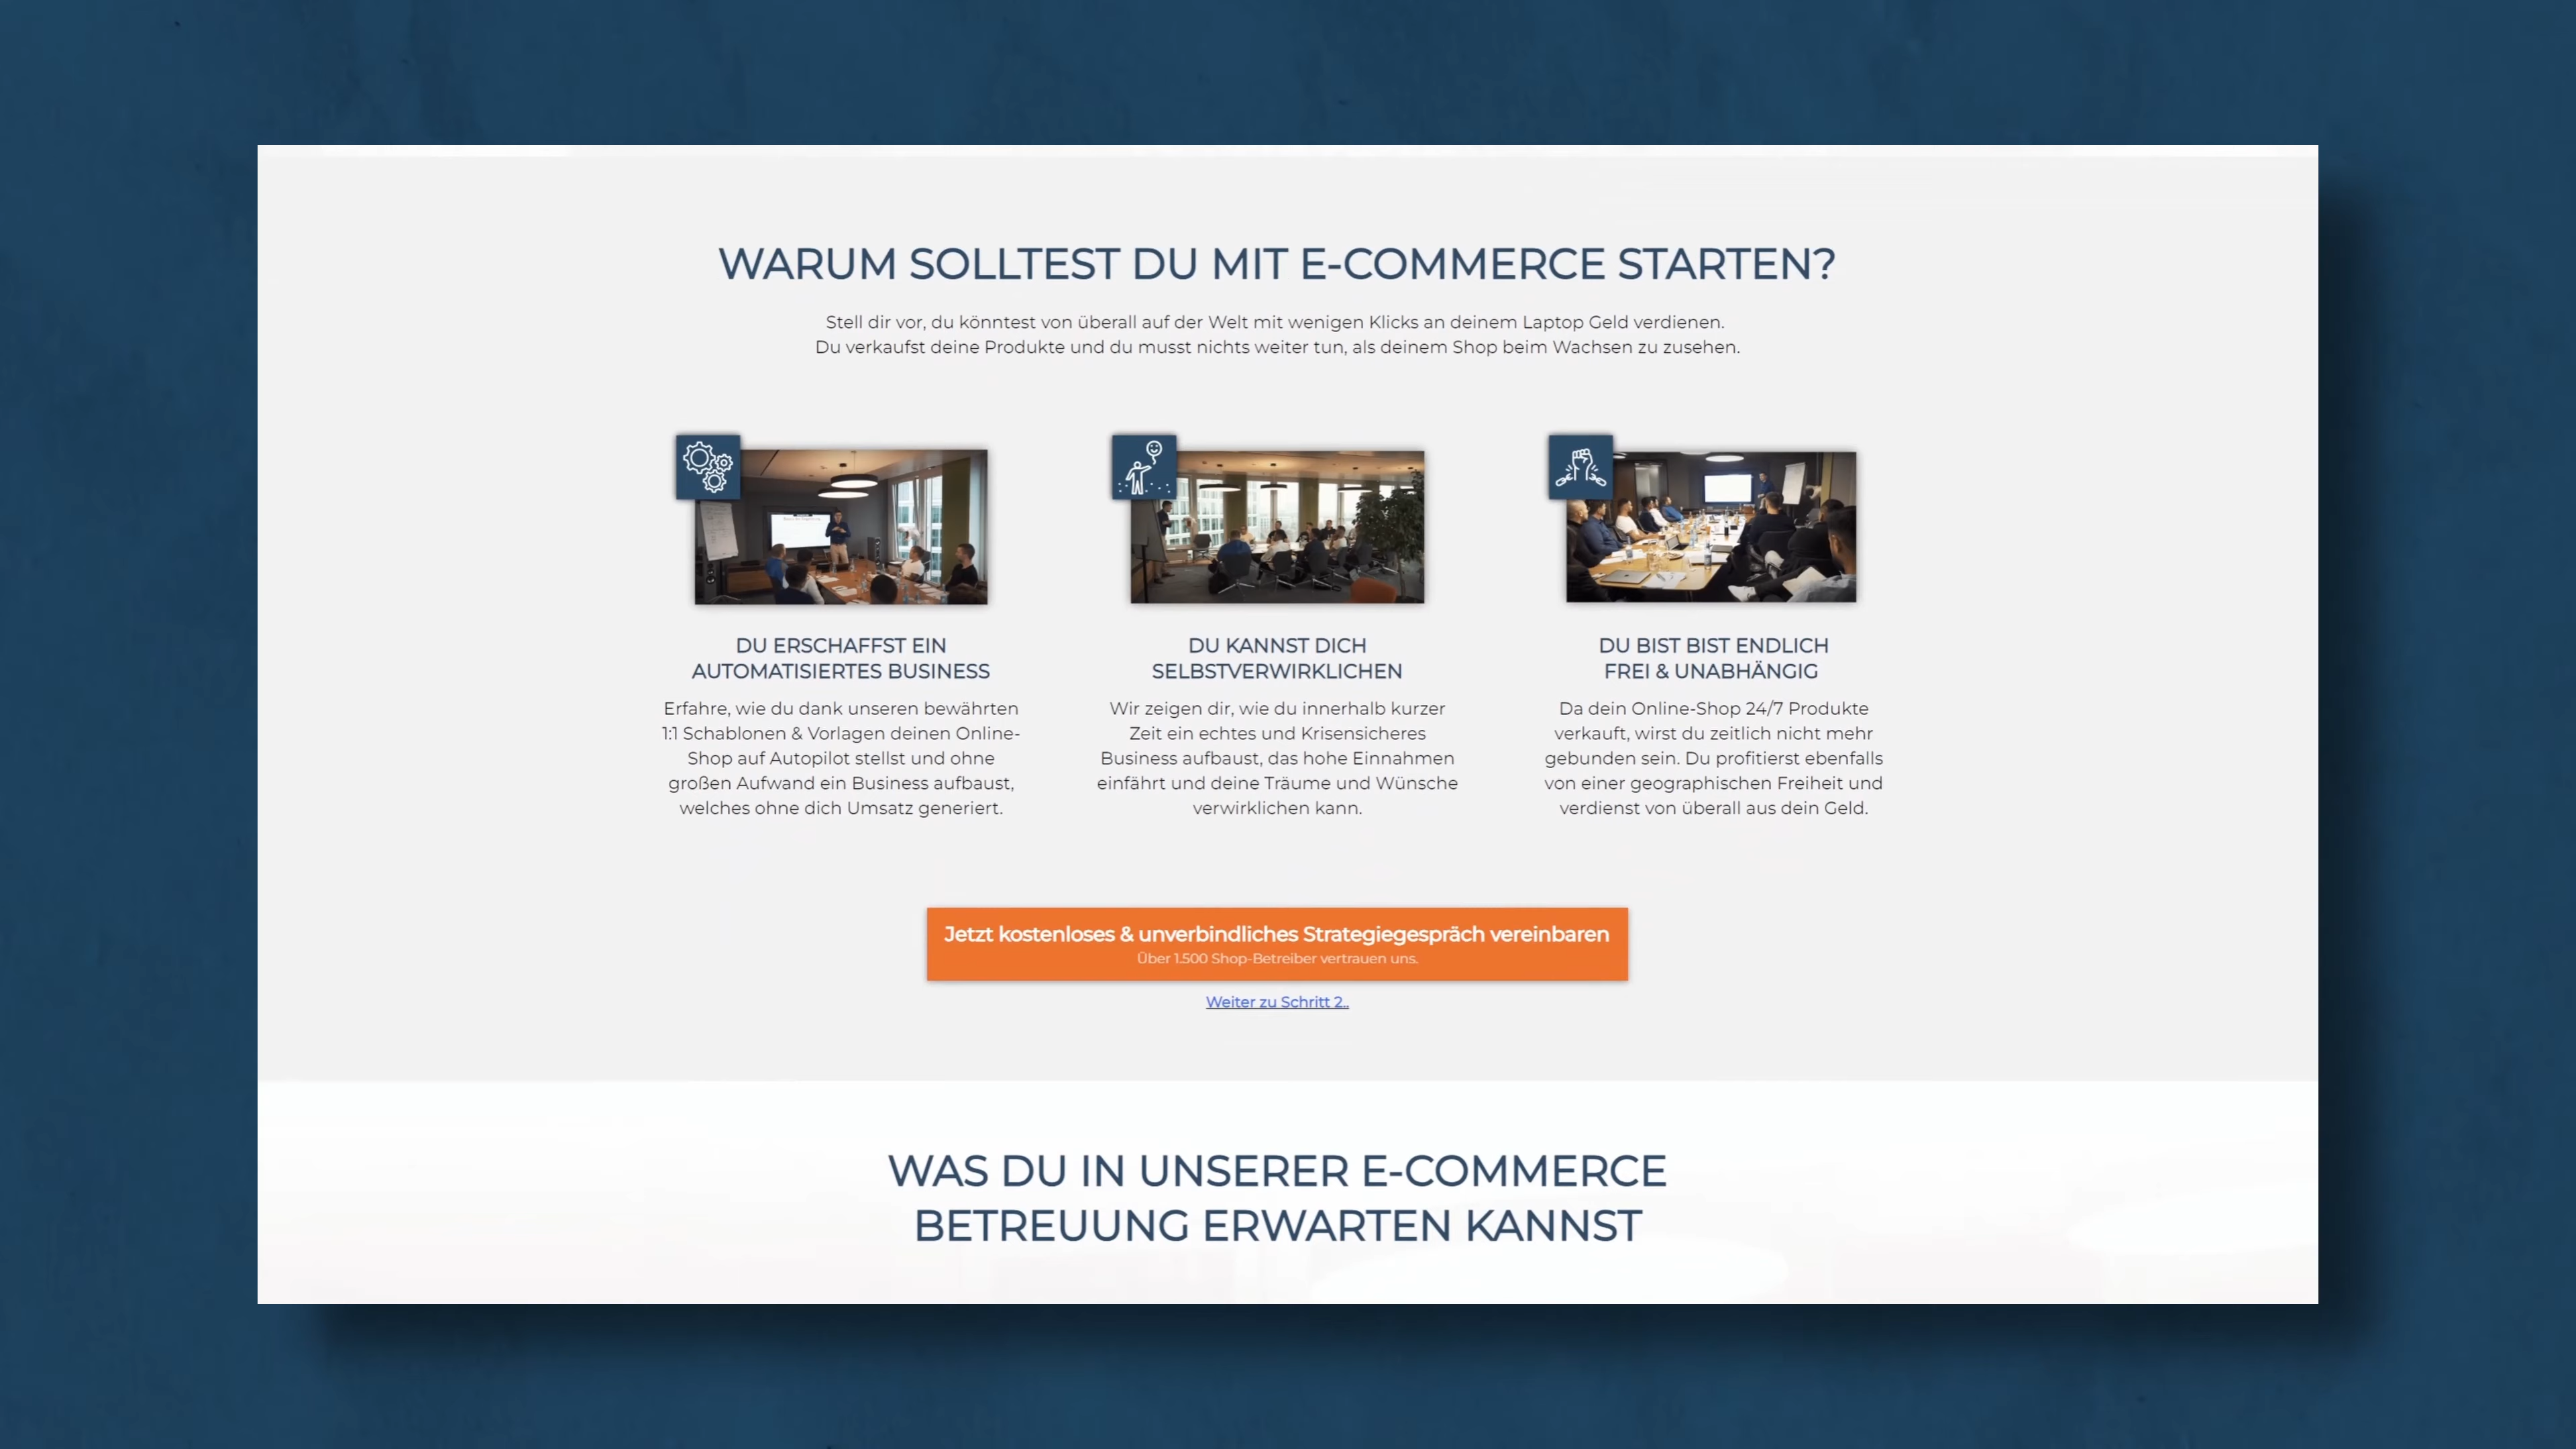 WARUM SOLLTEST DU MIT E-COMMERCE STARTEN?
Stell dir vor, du könntest von überall auf der Welt mit wenigen Klicks an deinem Laptop Geld verdienen.
Du verkaufst deine Produkte und du musst nichts weiter tun, als deinem Shop beim Wachsen zu zusehen.
DU ERSCHAFFST EIN
AUTOMATISIERTES BUSINESS
Erfahre, wie du dank unseren bewährten
1:1 Schablonen & Vorlagen deinen Online-
Shop auf Autopilot stellst und ohne
großen Aufwand ein Business aufbaust,
welches ohne dich Umsatz generiert.
DU KANNST DICH
SELBSTVERWIRKLICHEN
Wir zeigen dir, wie du innerhalb kurzer
Zeit ein echtes und Krisensicheres
Business aufbaust, das hohe Einnahmen
einfährt und deine Träume und Wünsche
verwirklichen kann.
DU BIST BIST ENDLICH
FREI & UNABHÄNGIG
Da dein Online-Shop 24/7 Produkte
verkauft, wirst du zeitlich nicht mehr
gebunden sein. Du profitierst ebenfalls
von einer geographischen Freiheit und
verdienst von überall aus dein Geld.
Jetzt kostenloses & unverbindliches Strategiegespräch vereinbaren
Über 1.500 Shop-Betreiber vertrauen uns.
Weiter zu Schritt 2..
WAS DU IN UNSERER E-COMMERCE
BETREUUNG ERWARTEN KANNST